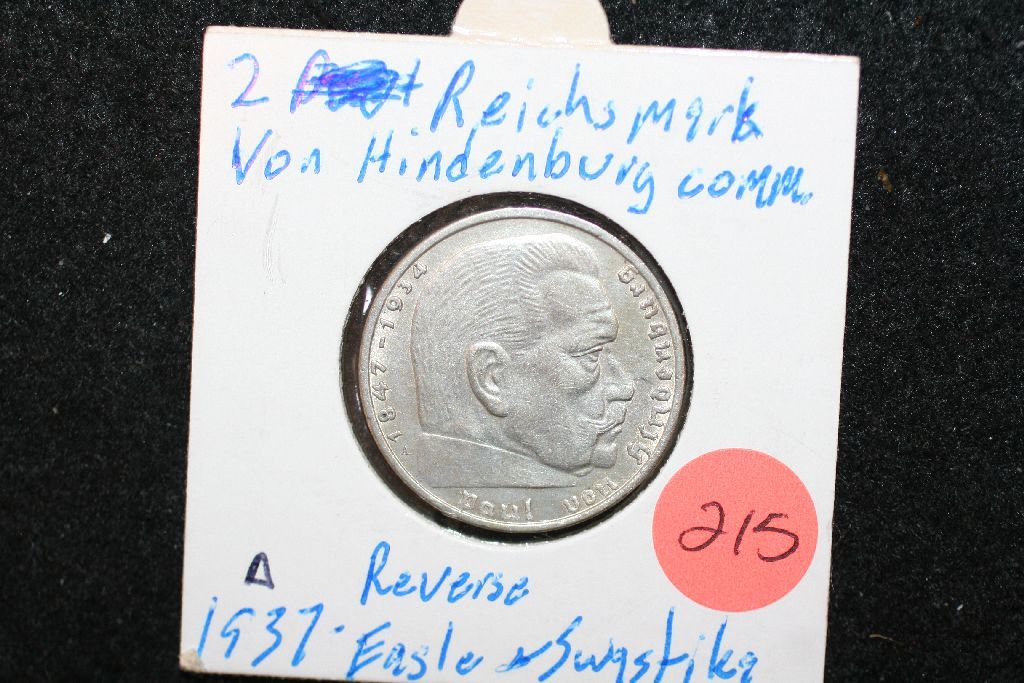 2 Reichsmark
Von Hindenburg comm.
1847-1934
Paul von Hindenburg
215
A
Reverse
1937- Eagle Swastika